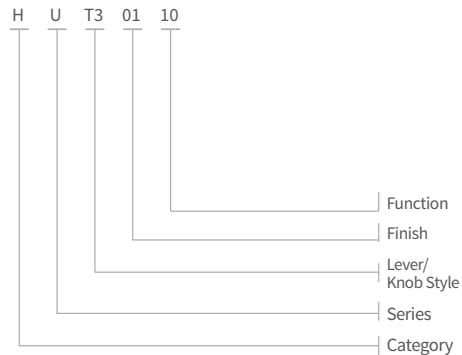 H U T3 01 10
Function
Finish
Lever/
Knob Style
Series
Category